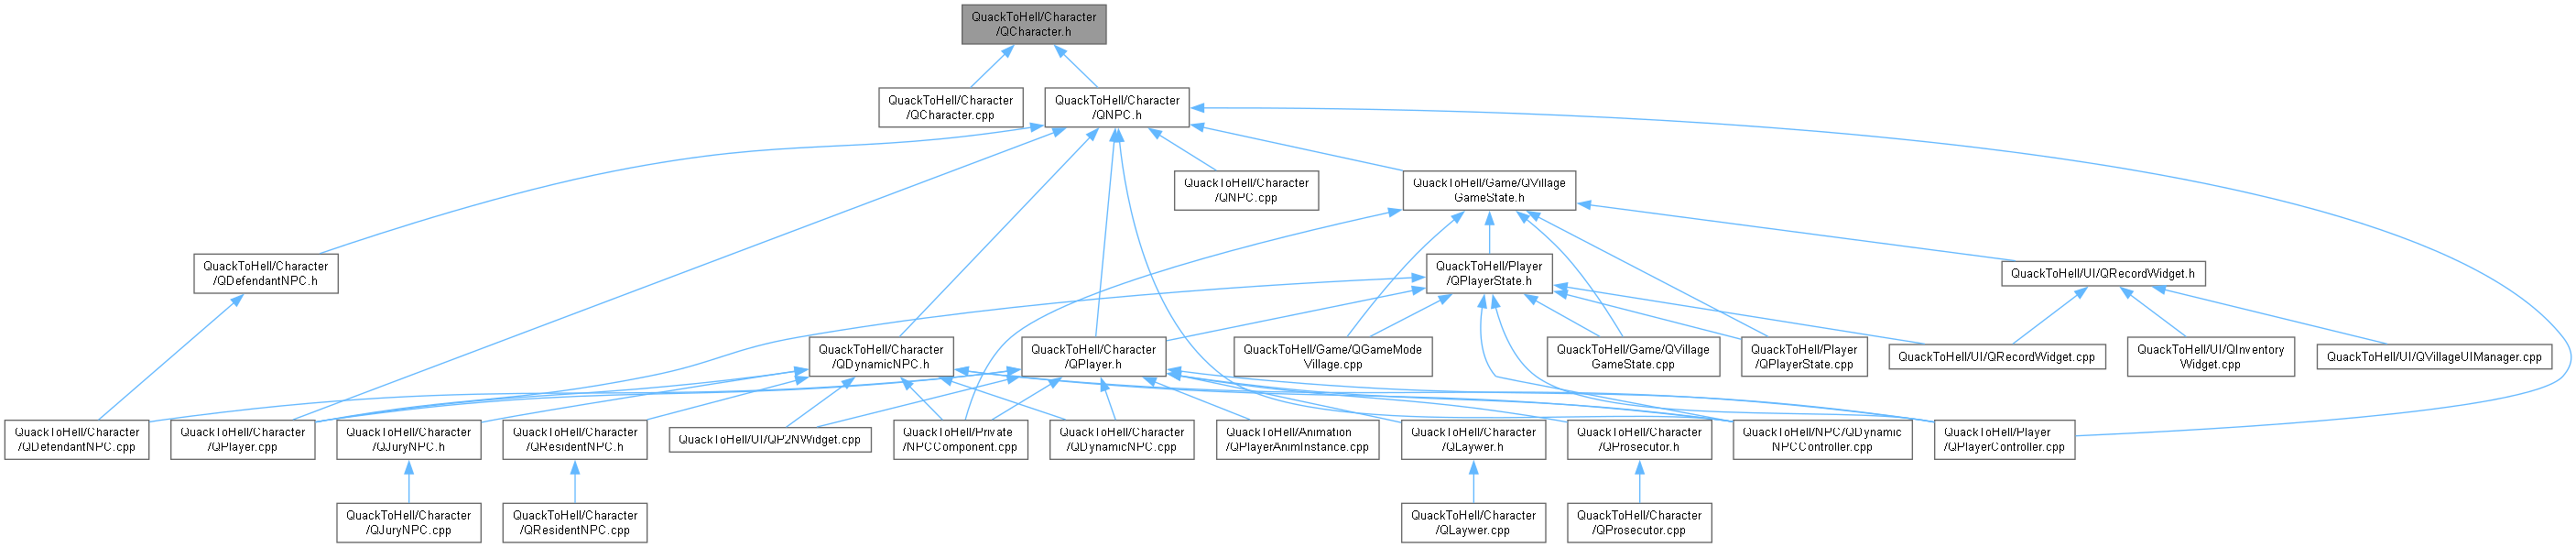 QuackToHell/Character
/QCharacter.h
QuackToHell/Character
/QCharacter.cpp
QuackToHell/Character
/QNPC.h
QuackToHell/Character
/QNPC.cpp
QuackToHell/Game/QVillage
GameState.h
QuackToHell/Character
/QDefendantNPC.h
QuackToHell/Player
/QPlayerState.h
QuackToHell/UI/QRecordWidget.h
QuackToHell/Character
/QDynamicNPC.h
QuackToHell/Character
/QPlayer.h
QuackToHell/Game/QGameMode
Village.cpp
QuackToHell/Game/QVillage
GameState.cpp
QuackToHell/Player
/QPlayerState.cpp
QuackToHell/UI/QRecordWidget.cpp
QuackToHell/UI/QInventory
Widget.cpp
QuackToHell/UI/QVillageUIManager.cpp
QuackToHell/Character
/QDefendantNPC.cpp
QuackToHell/Character
/QPlayer.cpp
QuackToHell/Character
/QJuryNPC.h
QuackToHell/Character
/QResidentNPC.h
QuackToHell/UI/QP2NWidget.cpp
QuackToHell/Private
/NPCComponent.cpp
QuackToHell/Character
/QDynamicNPC.cpp
QuackToHell/Animation
/QPlayerAnimInstance.cpp
QuackToHell/Character
/QLaywer.h
QuackToHell/Character
/QProsecutor.h
QuackToHell/NPC/QDynamic
NPCController.cpp
QuackToHell/Player
/QPlayerController.cpp
QuackToHell/Character
/QJuryNPC.cpp
QuackToHell/Character
/QResidentNPC.cpp
QuackToHell/Character
/QLaywer.cpp
QuackToHell/Character
/QProsecutor.cpp